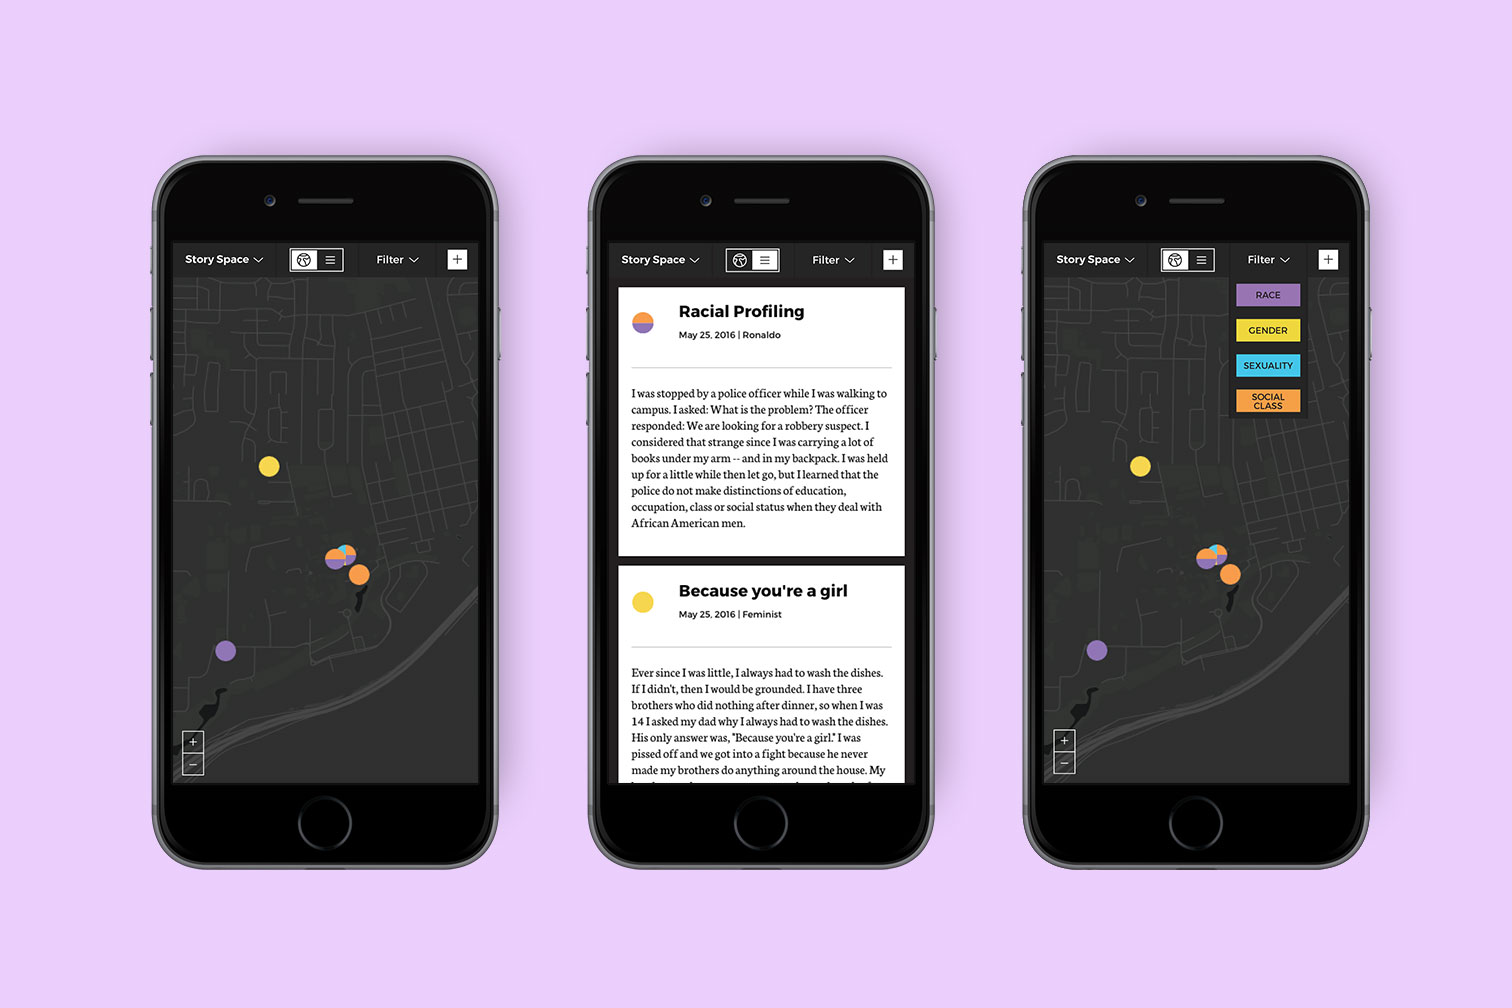 Story Space
Filter
+
+
−
Story Space
Filter
+
Racial Profiling
May 25, 2016 | Ronaldo
I was stopped by a police officer while I was walking to
campus. I asked: What is the problem? The officer
responded: We are looking for a robbery suspect. I
considered that strange since I was carrying a lot of
books under my arm -- and in my backpack. I was held
up for a little while then let go, but I learned that the
police do not make distinctions of education,
occupation, class or social status when they deal with
African American men.
Because you're a girl
May 25, 2016 | Feminist
Ever since I was little, I always had to wash the dishes.
If I didn't, then I would be grounded. I have three
brothers who did nothing after dinner, so when I was
14 I asked my dad why I always had to wash the dishes.
His only answer was, "Because you're a girl." I was
pissed off and we got into a fight because he never
made my brothers do anything around the house. My
Story Space
Filter
+
RACE
GENDER
SEXUALITY
SOCIAL
CLASS
+
−